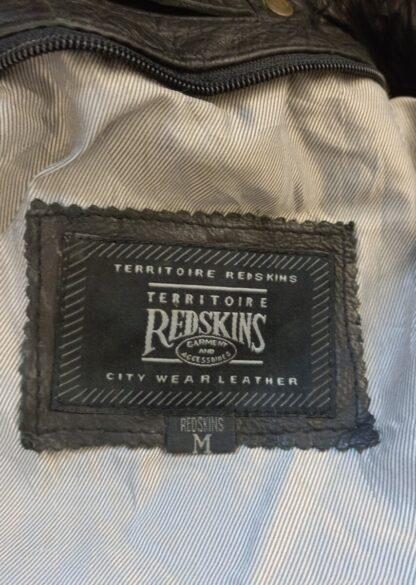 TERRITOIRE REDSKINS
TERRITOIRE
REDSKINS
GARMENT
AND
ACCESSORIES
CITY WEAR LEATHER
REDSKINS
M